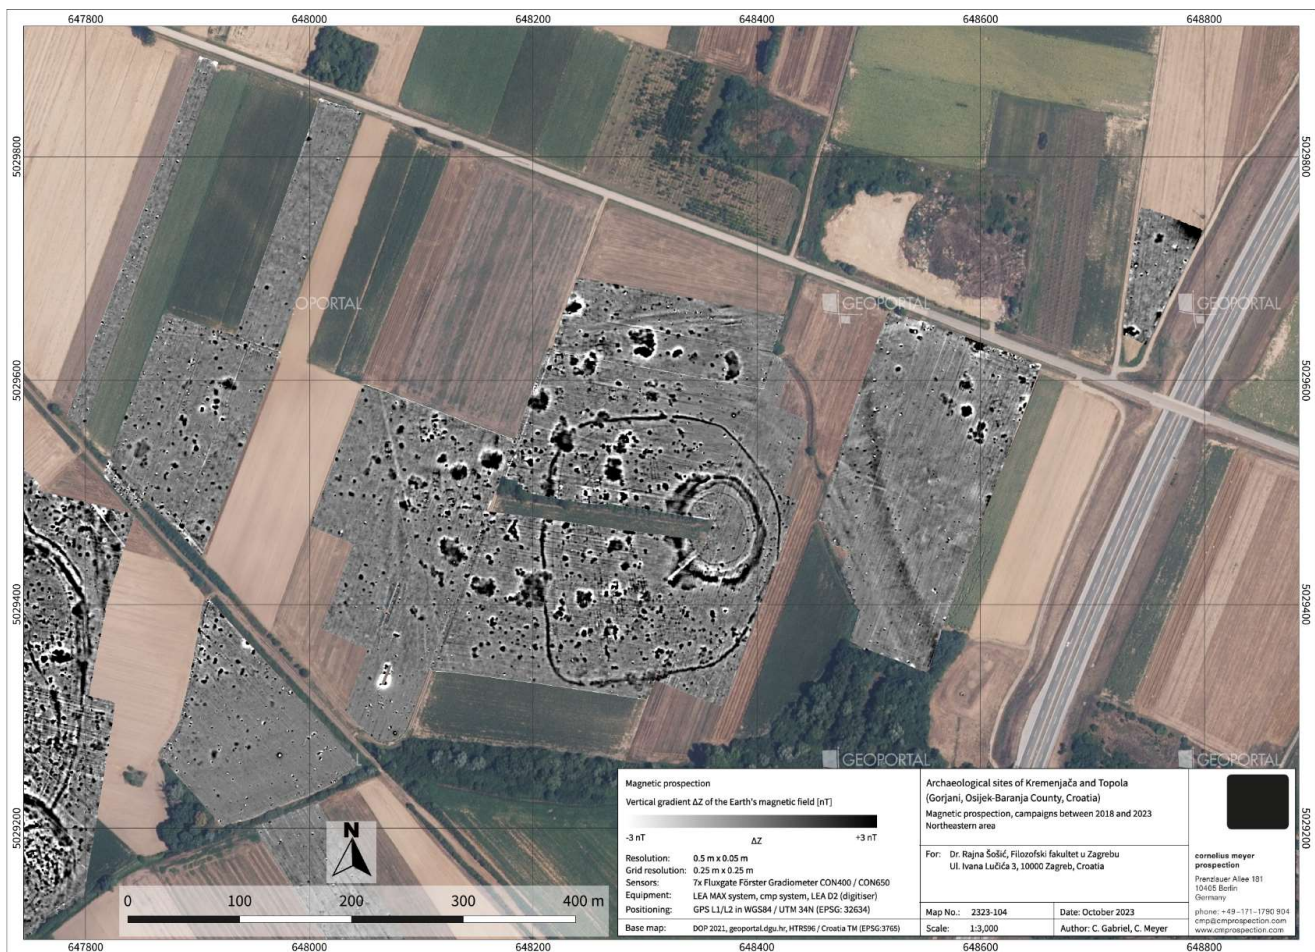 647800 648000 648200 648400 648600 648800
5029800 5029800
OPORTAL GEOPORTAL GEOPORTAL
5029600 5029600
5029400 5029400
GEOPORTAL GEOPORTAL
5029200 5029200
N
0 100 200 300 400 m
Magnetic prospection
Vertical gradient ΔZ of the Earth's magnetic field [nT]
-3 nT +3 nT
ΔZ
Resolution: 0.5 m x 0.05 m
Grid resolution: 0.25 m x 0.25 m
Sensors: 7x Fluxgate Förster Gradiometer CON400 / CON650
Equipment: LEA MAX system, cmp system, LEA D2 (digitiser)
Positioning: GPS L1/L2 in WGS84 / UTM 34N (EPSG: 32634)
Base map: DOP 2021, geoportal.dgu.hr, HTRS96 / Croatia TM (EPSG:3765)
Archaeological sites of Kremenjača and Topola
(Gorjani, Osijek-Baranja County, Croatia)
Magnetic prospection, campaigns between 2018 and 2023
Northeastern area
For: Dr. Rajna Šošić, Filozofski fakultet u Zagrebu
Ul. Ivana Lučića 3, 10000 Zagreb, Croatia
Map No.: 2323-104 Date: October 2023
Scale: 1:3,000 Author: C. Gabriel, C. Meyer
cornelius meyer
prospection
Prenzlauer Allee 181
10405 Berlin
Germany
phone: +49-171-1790 904
cmp@cmprospection.com
www.cmprospection.com
647800 648000 648200 648400 648600 648800